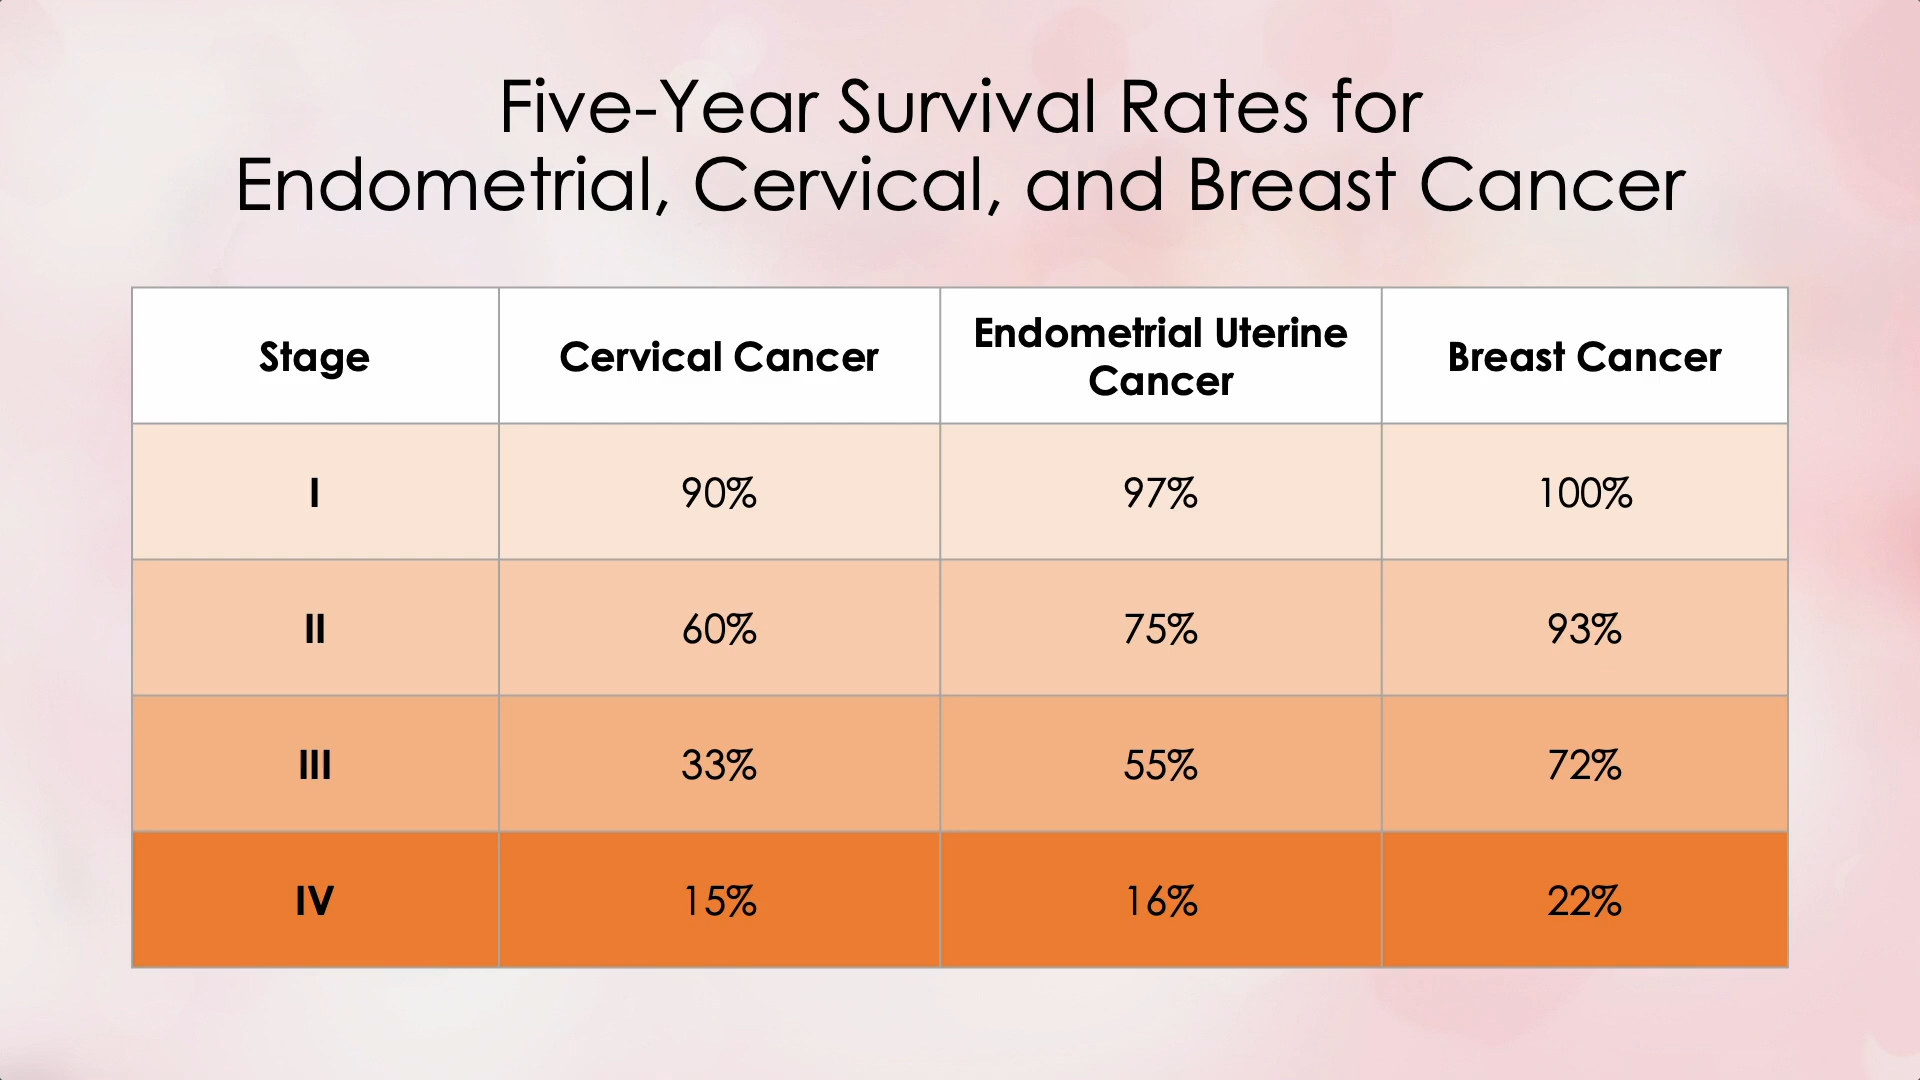 Five-Year Survival Rates for
Endometrial, Cervical, and Breast Cancer
Stage
Cervical Cancer
Endometrial Uterine
Cancer
Breast Cancer
I
90%
97%
100%
II
60%
75%
93%
III
33%
55%
72%
IV
15%
16%
22%